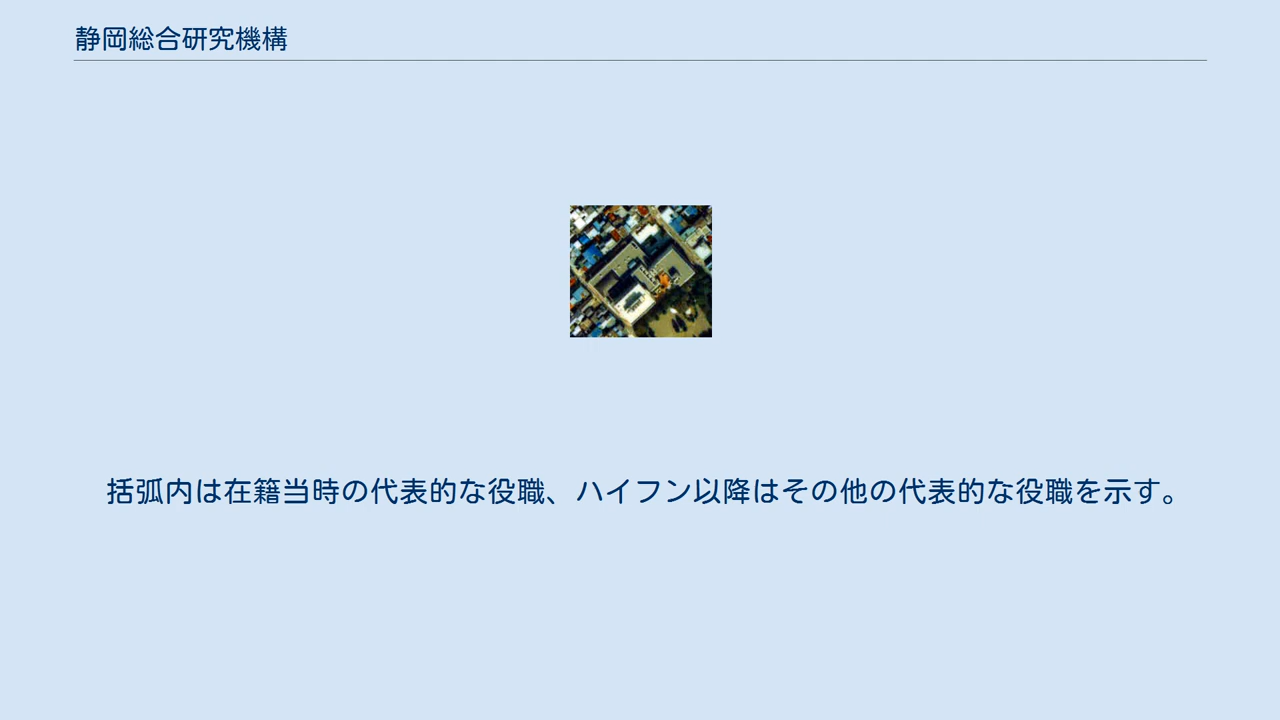 静岡総合研究機構
括弧内は在籍当時の代表的な役職、ハイフン以降はその他の代表的な役職を示す。